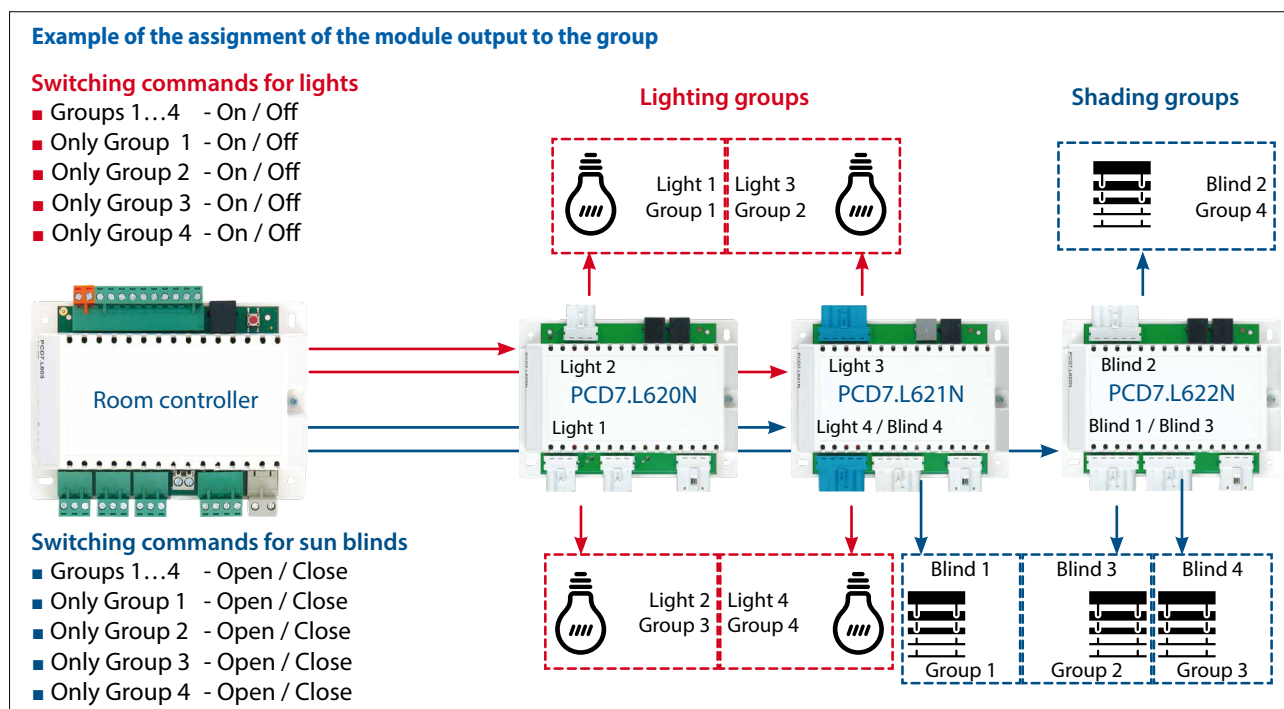 Example of the assignment of the module output to the group
Switching commands for lights
■ Groups 1…4 - On / Off
■ Only Group 1 - On / Off
■ Only Group 2 - On / Off
■ Only Group 3 - On / Off
■ Only Group 4 - On / Off
Lighting groups
Shading groups
Light 1
Group 1
Light 3
Group 2
Blind 2
Group 4
PCD7.L603
Room controller
Light 2
PCD7.L620N
Light 1
Light 3
PCD7.L621N
Light 4 / Blind 4
Blind 2
PCD7.L622N
Blind 1 / Blind 3
Switching commands for sun blinds
■ Groups 1…4 - Open / Close
■ Only Group 1 - Open / Close
■ Only Group 2 - Open / Close
■ Only Group 3 - Open / Close
■ Only Group 4 - Open / Close
Light 2
Group 3
Light 4
Group 4
Blind 1
Group 1
Blind 3
Group 2
Blind 4
Group 3